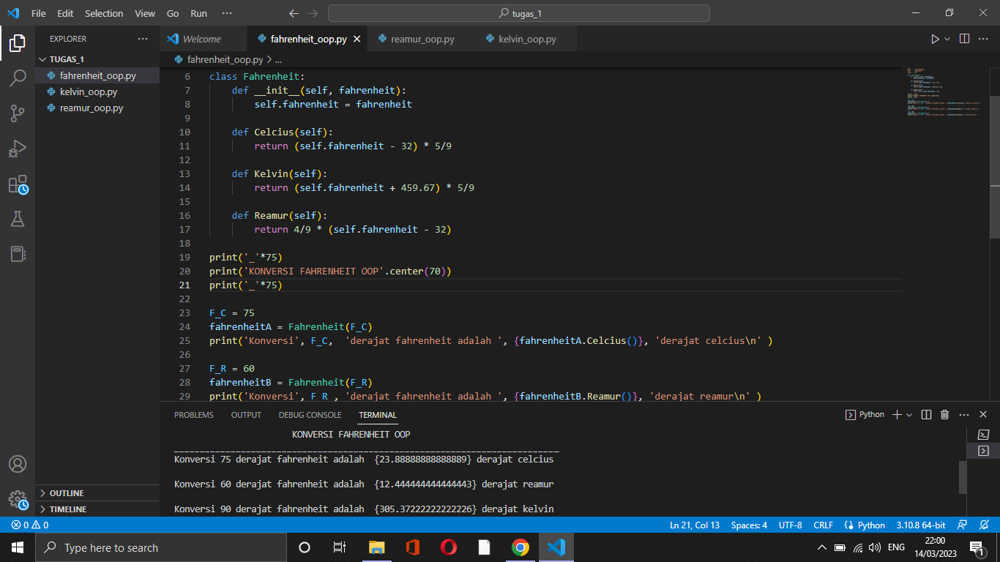 File Edit Selection View Go Run ··· tugas_1
EXPLORER ···
TUGAS_1
fahrenheit_oop.py
kelvin_oop.py
reamur_oop.py
OUTLINE
TIMELINE
Welcome fahrenheit_oop.py reamur_oop.py kelvin_oop.py
fahrenheit_oop.py > ...
6 class Fahrenheit:
7     def __init__(self, fahrenheit):
8         self.fahrenheit = fahrenheit
9
10     def Celcius(self):
11         return (self.fahrenheit - 32) * 5/9
12
13     def Kelvin(self):
14         return (self.fahrenheit + 459.67) * 5/9
15
16     def Reamur(self):
17         return 4/9 * (self.fahrenheit - 32)
18
19 print('_'*75)
20 print('KONVERSI FAHRENHEIT OOP'.center(70))
21 print('_'*75)
22
23 F_C = 75
24 fahrenheitA = Fahrenheit(F_C)
25 print('Konversi', F_C,  'derajat fahrenheit adalah ', {fahrenheitA.Celcius()}, 'derajat celcius\n' )
26
27 F_R = 60
28 fahrenheitB = Fahrenheit(F_R)
29 print('Konversi', F_R , 'derajat fahrenheit adalah ', {fahrenheitB.Reamur()}, 'derajat reamur\n' )
PROBLEMS OUTPUT DEBUG CONSOLE TERMINAL Python
KONVERSI FAHRENHEIT OOP
___________________________________________________________________________
Konversi 75 derajat fahrenheit adalah  {23.88888888888889} derajat celcius
Konversi 60 derajat fahrenheit adalah  {12.444444444444443} derajat reamur
Konversi 90 derajat fahrenheit adalah  {305.37222222222226} derajat kelvin
0 0 Ln 21, Col 13 Spaces: 4 UTF-8 CRLF Python 3.10.8 64-bit
Type here to search ENG 22:00
14/03/2023 1